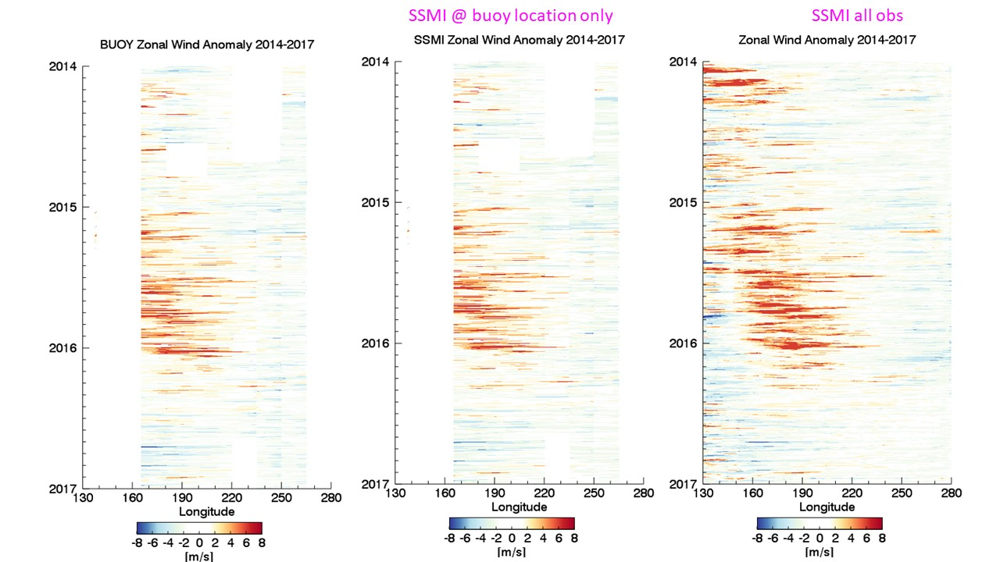 SSMI @ buoy location only
SSMI all obs
BUOY Zonal Wind Anomaly 2014-2017
SSMI Zonal Wind Anomaly 2014-2017
Zonal Wind Anomaly 2014-2017
2014
2015
2016
2017
130 160 190 220 250 280
Longitude
-8 -6 -4 -2 0 2 4 6 8
[m/s]
2014
2015
2016
2017
130 160 190 220 250 280
Longitude
-8 -6 -4 -2 0 2 4 6 8
[m/s]
2014
2015
2016
2017
130 160 190 220 250 280
Longitude
-8 -6 -4 -2 0 2 4 6 8
[m/s]